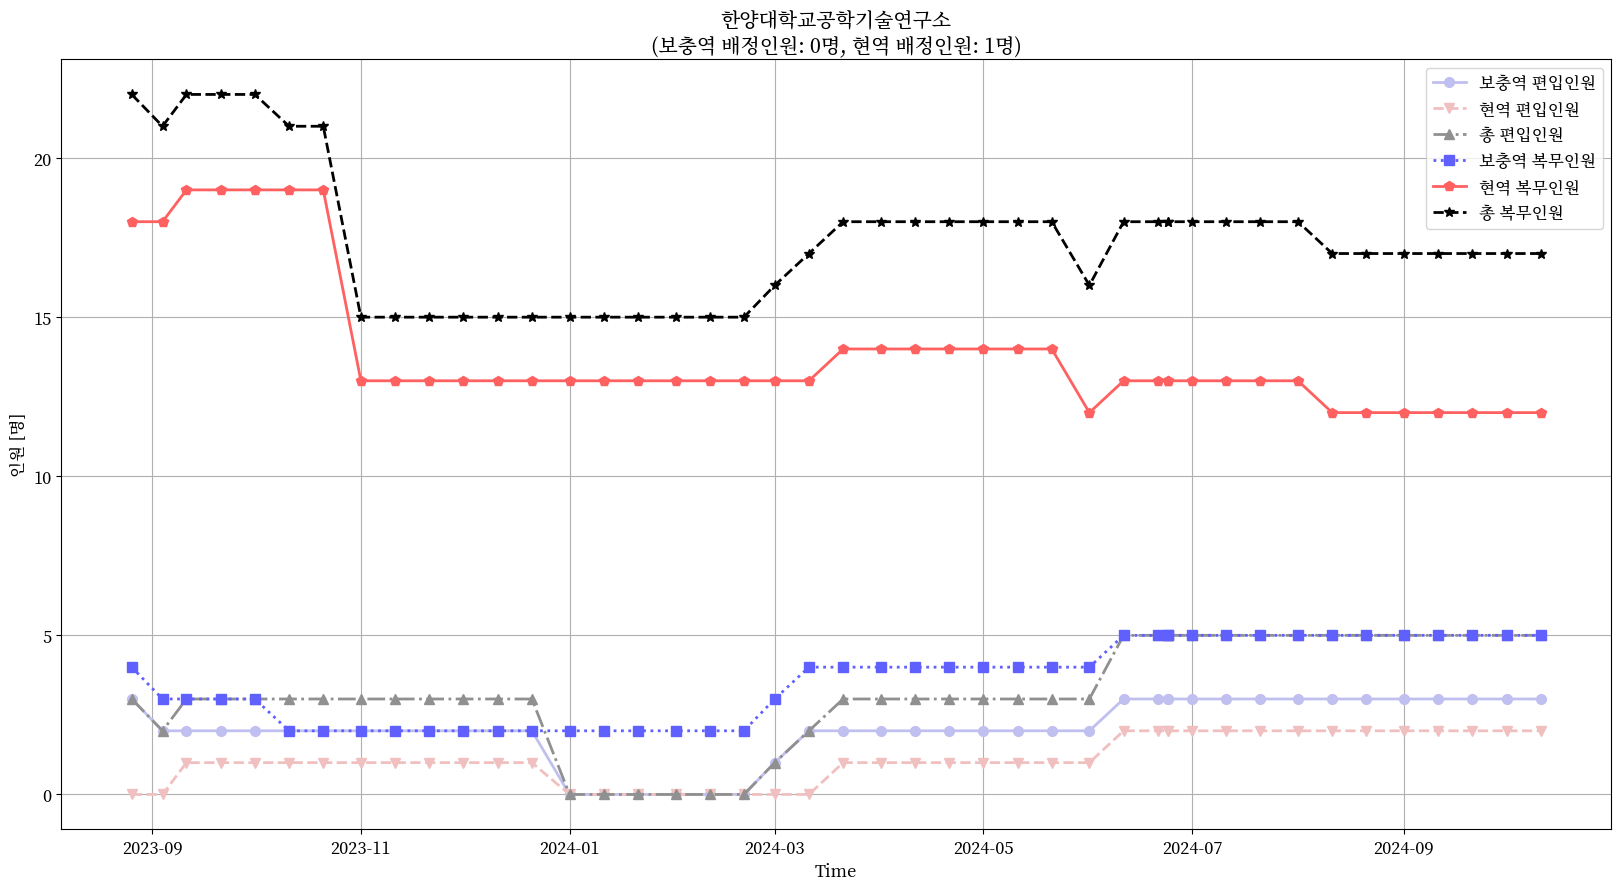 한양대학교공학기술연구소
(보충역 배정인원: 0명, 현역 배정인원: 1명)
보충역 편입인원
현역 편입인원
총 편입인원
보충역 복무인원
현역 복무인원
총 복무인원
인원 [명]
20
15
10
5
0
2023-09
2023-11
2024-01
2024-03
2024-05
2024-07
2024-09
Time